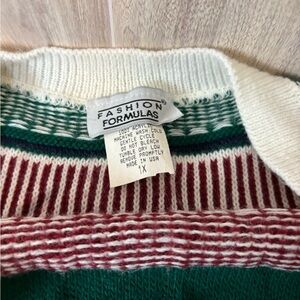 FASHION®
FORMULAS
100% ACRYLIC
MACHINE WASH COLD
GENTLE CYCLE
DO NOT BLEACH
TUMBLE DRY LOW
REMOVE PROMPTLY
MADE IN USA
1X